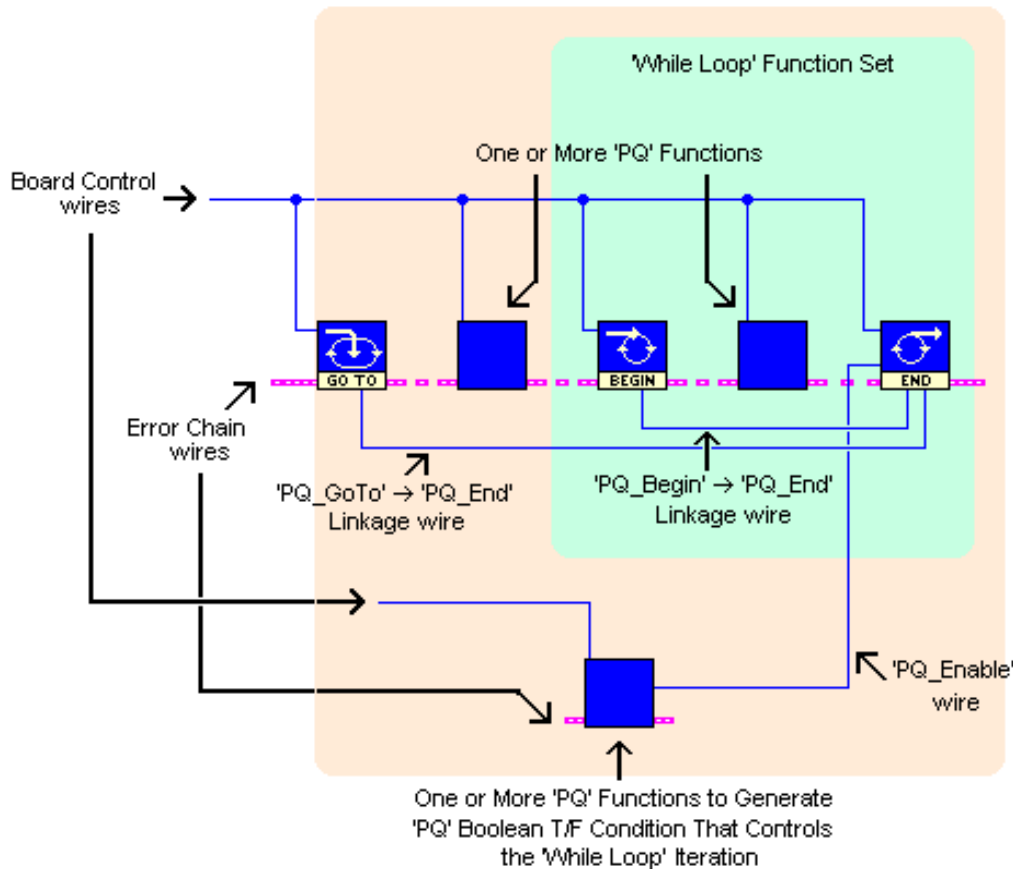 'While Loop' Function Set
One or More 'PQ' Functions
Board Control
wires
GO TO
BEGIN
END
Error Chain
wires
'PQ_GoTo' → 'PQ_End'
Linkage wire
'PQ_Begin' → 'PQ_End'
Linkage wire
'PQ_Enable'
wire
One or More 'PQ' Functions to Generate
'PQ' Boolean T/F Condition That Controls
the 'While Loop' Iteration